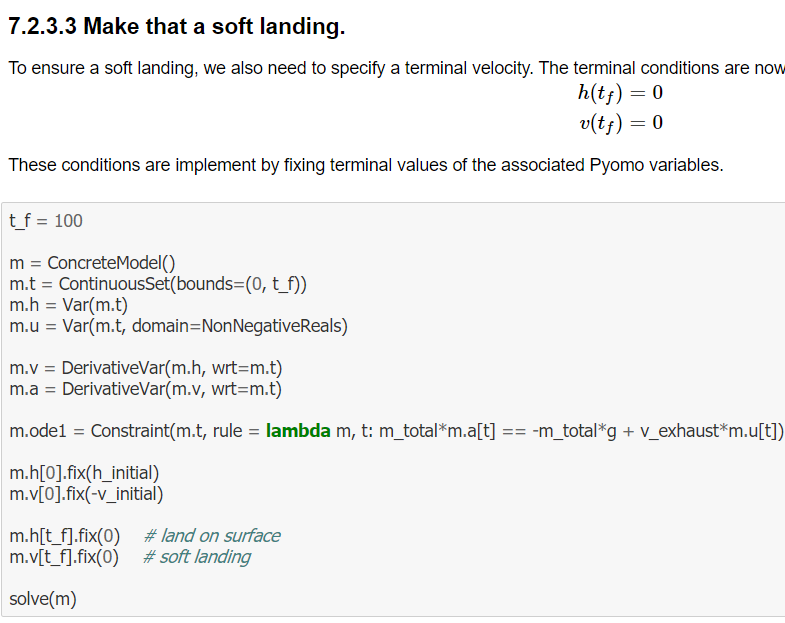 7.2.3.3 Make that a soft landing.
To ensure a soft landing, we also need to specify a terminal velocity. The terminal conditions are now
h(t_f) = 0
v(t_f) = 0
These conditions are implement by fixing terminal values of the associated Pyomo variables.
t_f = 100
m = ConcreteModel()
m.t = ContinuousSet(bounds=(0, t_f))
m.h = Var(m.t)
m.u = Var(m.t, domain=NonNegativeReals)
m.v = DerivativeVar(m.h, wrt=m.t)
m.a = DerivativeVar(m.v, wrt=m.t)
m.ode1 = Constraint(m.t, rule = lambda m, t: m_total*m.a[t] == -m_total*g + v_exhaust*m.u[t])
m.h[0].fix(h_initial)
m.v[0].fix(-v_initial)
m.h[t_f].fix(0) # land on surface
m.v[t_f].fix(0) # soft landing
solve(m)